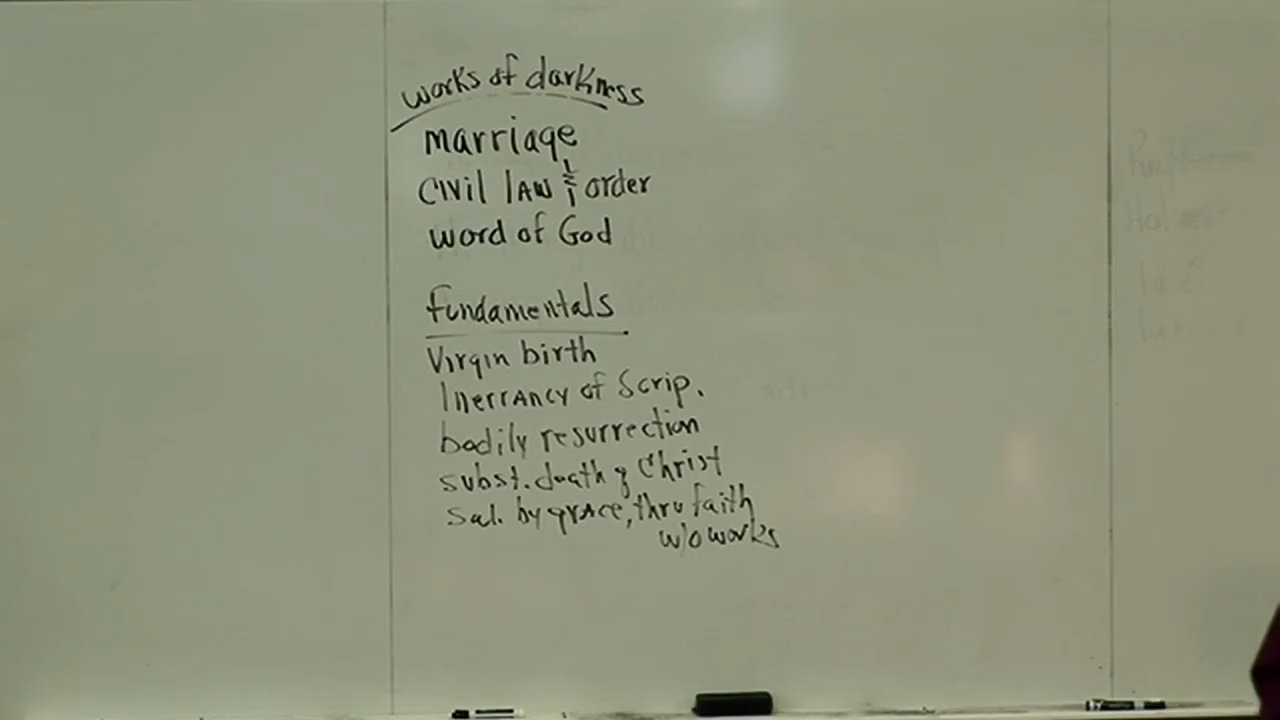 works of darkness
marriage
civil law & order
word of God
fundamentals
Virgin birth
Inerrancy of Scrip.
bodily resurrection
subst. death of Christ
Sal. by grace, thru faith
w/o works